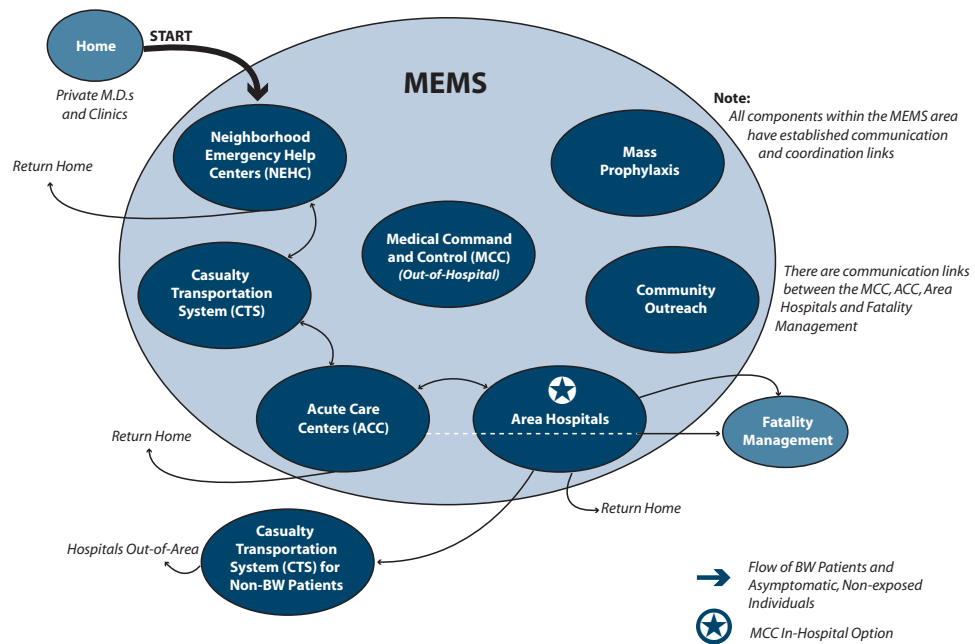 Home
START
Private M.D.s
and Clinics
MEMS
Note:
All components within the MEMS area
have established communication
and coordination links
Neighborhood
Emergency Help
Centers (NEHC)
Mass
Prophylaxis
Return Home
Medical Command
and Control (MCC)
(Out-of-Hospital)
Casualty
Transportation
System (CTS)
Community
Outreach
There are communication links
between the MCC, ACC, Area
Hospitals and Fatality
Management
Acute Care
Centers (ACC)
Area Hospitals
Fatality
Management
Return Home
Return Home
Casualty
Transportation
System (CTS) for
Non-BW Patients
Hospitals Out-of-Area
Flow of BW Patients and
Asymptomatic, Non-exposed
Individuals
MCC In-Hospital Option